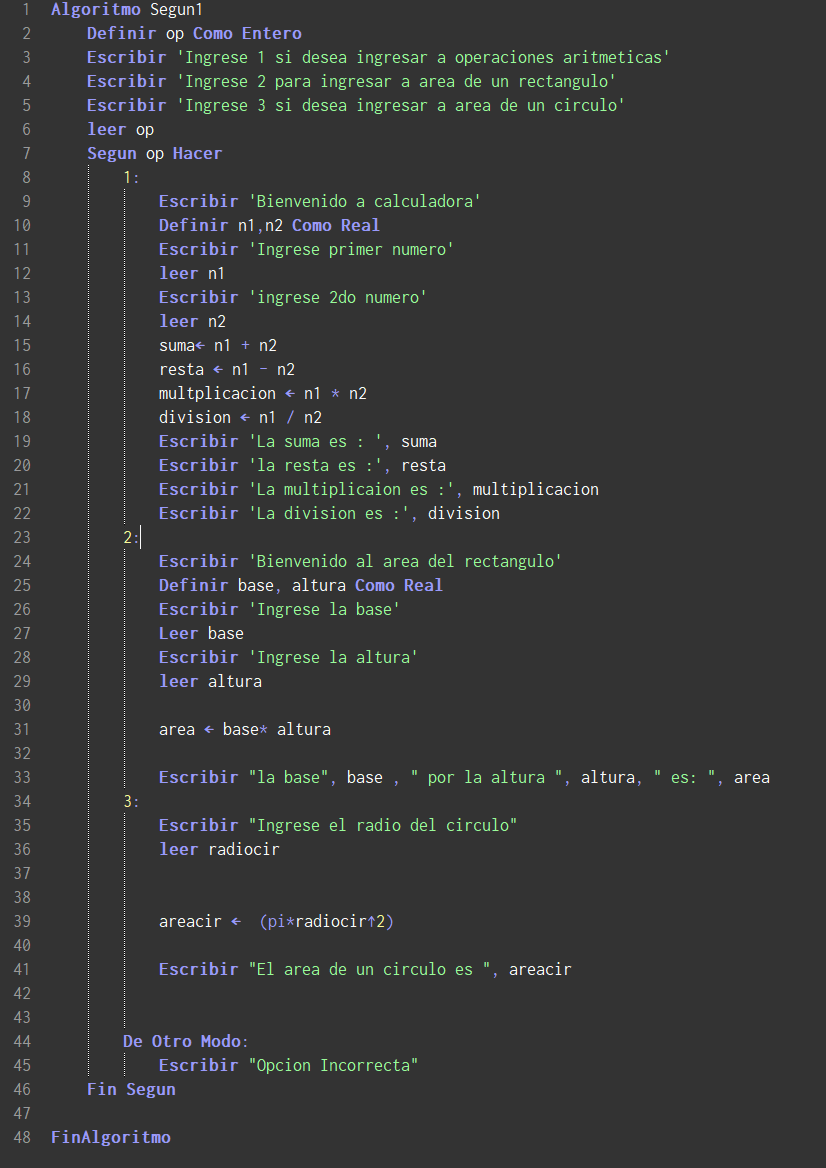 1 Algoritmo Segun1
2 Definir op Como Entero
3 Escribir 'Ingrese 1 si desea ingresar a operaciones aritmeticas'
4 Escribir 'Ingrese 2 para ingresar a area de un rectangulo'
5 Escribir 'Ingrese 3 si desea ingresar a area de un circulo'
6 leer op
7 Segun op Hacer
8 1:
9 Escribir 'Bienvenido a calculadora'
10 Definir n1,n2 Como Real
11 Escribir 'Ingrese primer numero'
12 leer n1
13 Escribir 'ingrese 2do numero'
14 leer n2
15 suma← n1 + n2
16 resta ← n1 - n2
17 multplicacion ← n1 * n2
18 division ← n1 / n2
19 Escribir 'La suma es : ', suma
20 Escribir 'la resta es :', resta
21 Escribir 'La multiplicaion es :', multiplicacion
22 Escribir 'La division es :', division
23 2:
24 Escribir 'Bienvenido al area del rectangulo'
25 Definir base, altura Como Real
26 Escribir 'Ingrese la base'
27 Leer base
28 Escribir 'Ingrese la altura'
29 leer altura
30
31 area ← base* altura
32
33 Escribir "la base", base , " por la altura ", altura, " es: ", area
34 3:
35 Escribir "Ingrese el radio del circulo"
36 leer radiocir
37
38
39 areacir ← (pi*radiocir↑2)
40
41 Escribir "El area de un circulo es ", areacir
42
43
44 De Otro Modo:
45 Escribir "Opcion Incorrecta"
46 Fin Segun
47
48 FinAlgoritmo